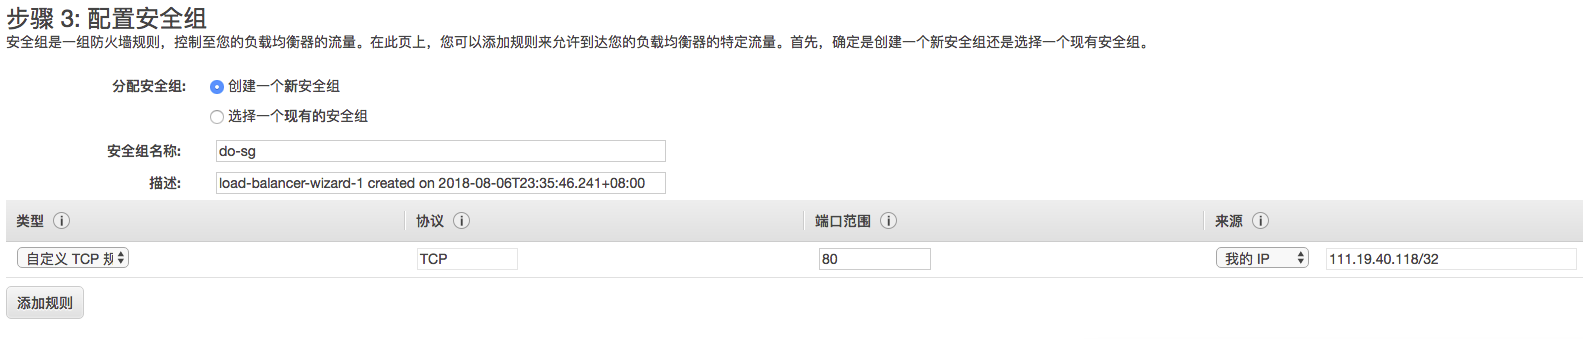 步骤 3: 配置安全组
安全组是一组防火墙规则，控制至您的负载均衡器的流量。在此页上，您可以添加规则来允许到达您的负载均衡器的特定流量。首先，确定是创建一个新安全组还是选择一个现有安全组。
分配安全组: 创建一个新安全组
选择一个现有的安全组
安全组名称: do-sg
描述: load-balancer-wizard-1 created on 2018-08-06T23:35:46.241+08:00
类型 协议 端口范围 来源
自定义 TCP 规 TCP 80 我的 IP 111.19.40.118/32
添加规则